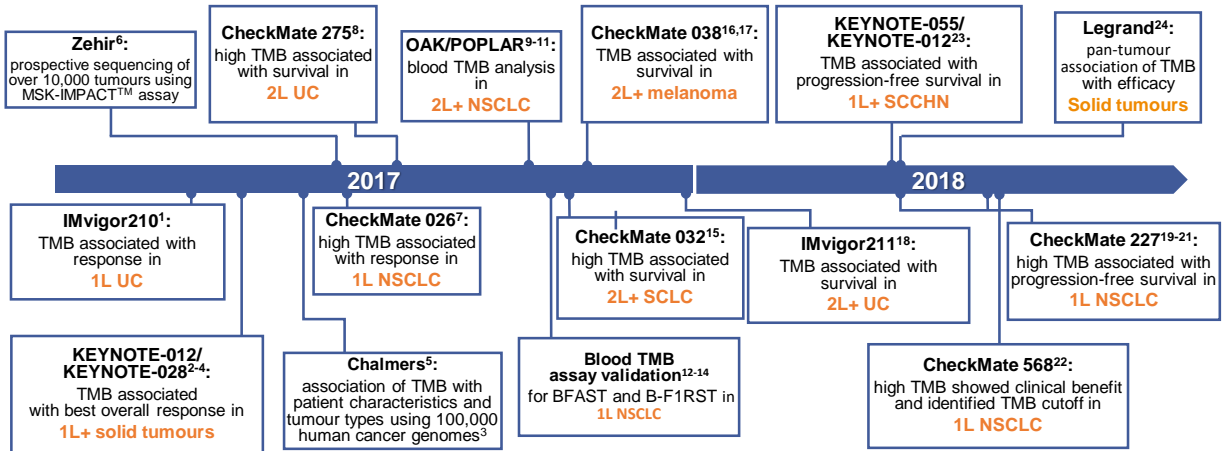 Zehir⁶:
prospective sequencing of
over 10,000 tumours using
MSK-IMPACT™ assay
CheckMate 275⁸:
high TMB associated
with survival in
2L UC
OAK/POPLAR⁹⁻¹¹:
blood TMB analysis
in
2L+ NSCLC
CheckMate 038¹⁶,¹⁷:
TMB associated with
survival in
2L+ melanoma
KEYNOTE-055/
KEYNOTE-012²³:
TMB associated with
progression-free survival in
1L+ SCCHN
Legrand²⁴:
pan-tumour
association of TMB
with efficacy
Solid tumours
2017
2018
IMvigor210¹:
TMB associated with
response in
1L UC
CheckMate 026⁷:
high TMB associated
with response in
1L NSCLC
CheckMate 032¹⁵:
high TMB associated
with survival in
2L+ SCLC
IMvigor211¹⁸:
TMB associated with
survival in
2L+ UC
CheckMate 227¹⁹⁻²¹:
high TMB associated with
progression-free survival in
1L NSCLC
KEYNOTE-012/
KEYNOTE-028²⁻⁴:
TMB associated
with best overall response in
1L+ solid tumours
Chalmers⁵:
association of TMB with
patient characteristics and
tumour types using 100,000
human cancer genomes³
Blood TMB
assay validation¹²⁻¹⁴
for BFAST and B-F1RST in
1L NSCLC
CheckMate 568²²:
high TMB showed clinical benefit
and identified TMB cutoff in
1L NSCLC